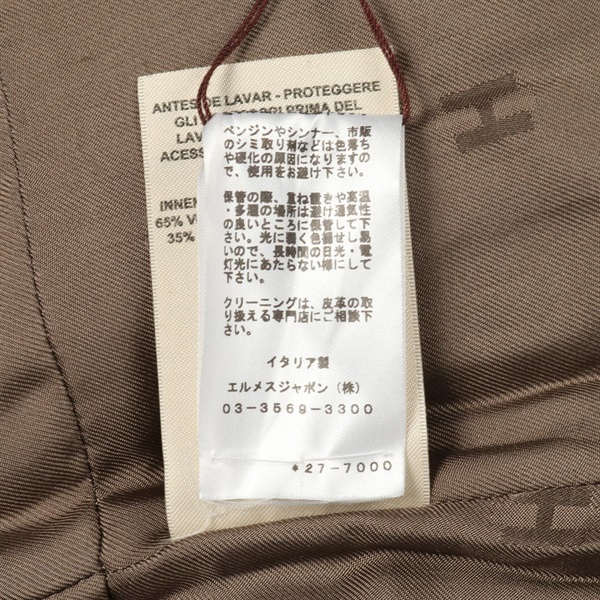 ANTES DE LAVAR - PROTEGGERE
GLI PRIMA DEL
LAV
ACESS
INNEN
65% VI
35%
ベンジンやシンナー、市販
のシミ取り剤などは色落ち
や硬化の原因になりますの
で、使用をお避け下さい。
保管の際、重ね置きや高温
・多湿の場所は避け通気性
の良いところに保管して下
さい。光に弱く色褪せし易
いので、長時間の日光・電
灯光にあたらない様にして
下さい。
クリーニングは、皮革の取
り扱える専門店にご相談下
さい。
イタリア製
エルメスジャポン（株）
03-3569-3300
*27-7000
H
H